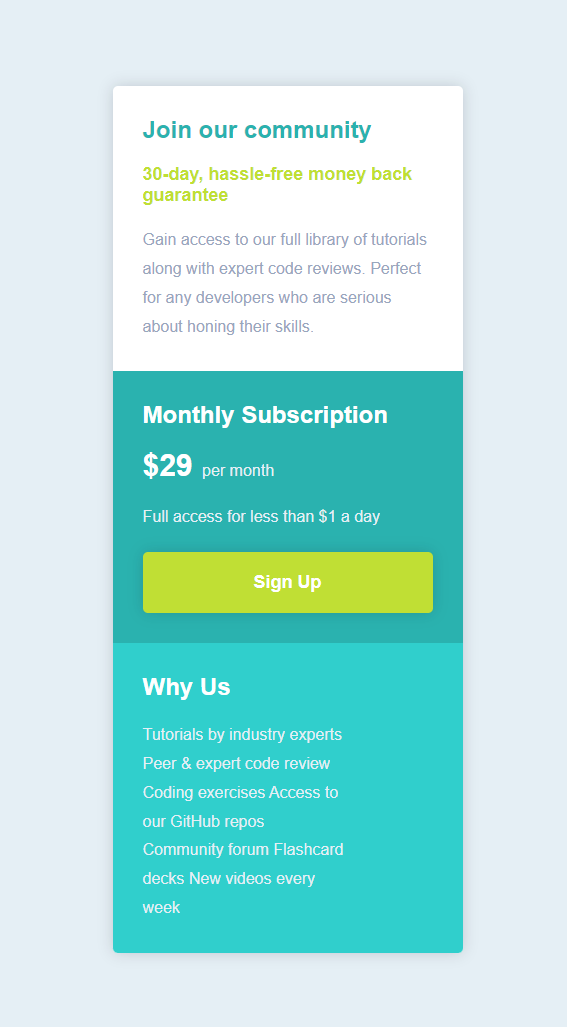 Join our community
30-day, hassle-free money back
guarantee
Gain access to our full library of tutorials
along with expert code reviews. Perfect
for any developers who are serious
about honing their skills.
Monthly Subscription
$29 per month
Full access for less than $1 a day
Sign Up
Why Us
Tutorials by industry experts
Peer & expert code review
Coding exercises Access to
our GitHub repos
Community forum Flashcard
decks New videos every
week